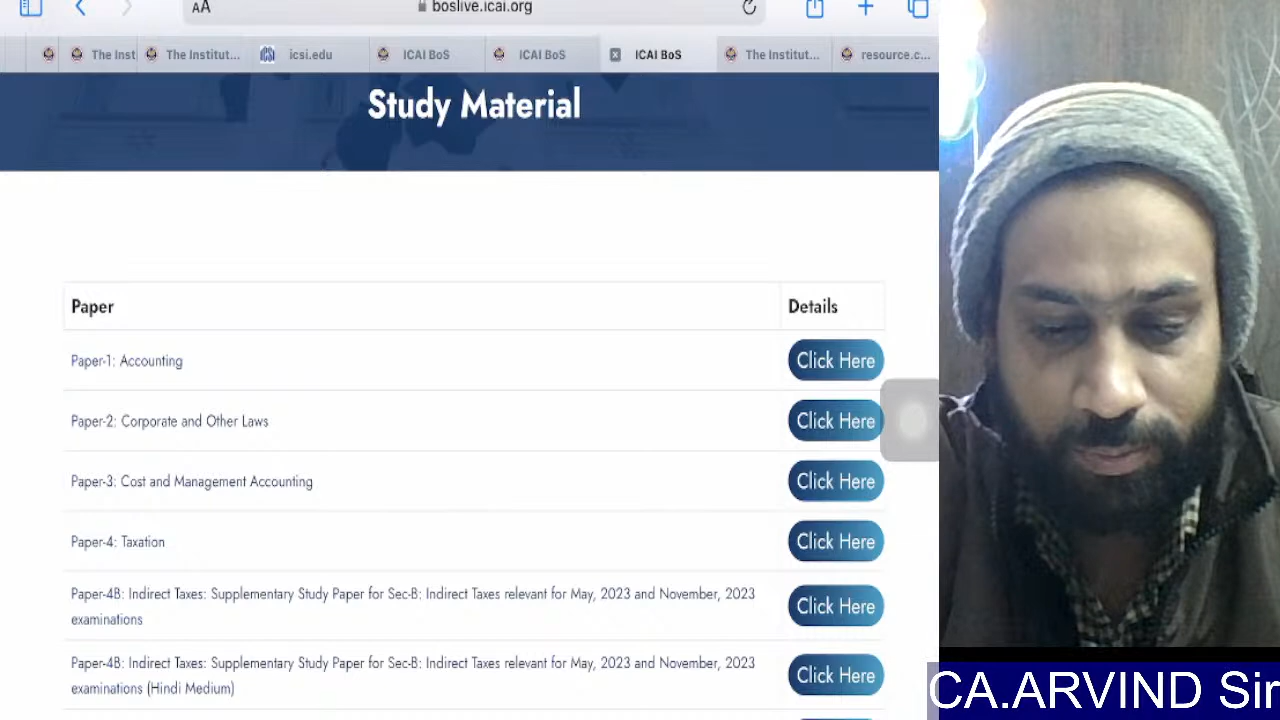 AA
boslive.icai.org
The Inst
The Institut...
icsi.edu
ICAI BoS
ICAI BoS
ICAI BoS
The Institut...
resource.c...
Study Material
Paper
Details
Paper-1: Accounting
Click Here
Paper-2: Corporate and Other Laws
Click Here
Paper-3: Cost and Management Accounting
Click Here
Paper-4: Taxation
Click Here
Paper-4B: Indirect Taxes: Supplementary Study Paper for Sec-B: Indirect Taxes relevant for May, 2023 and November, 2023
examinations
Click Here
Paper-4B: Indirect Taxes: Supplementary Study Paper for Sec-B: Indirect Taxes relevant for May, 2023 and November, 2023
examinations (Hindi Medium)
Click Here
CA.ARVIND Sir